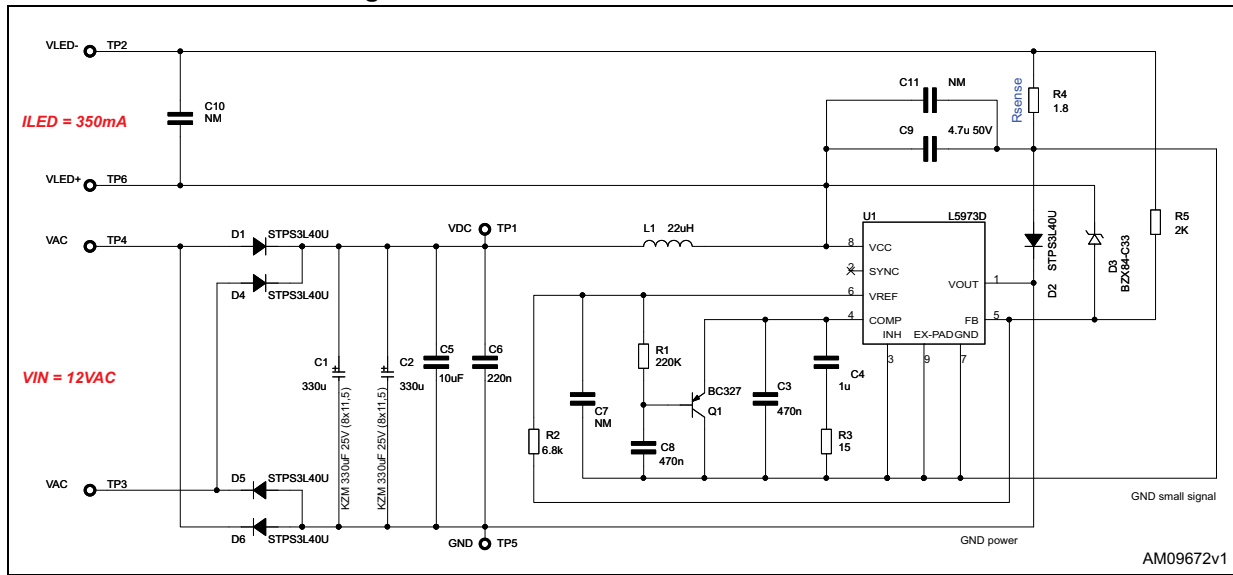 VLED- TP2
C11 NM
Rsense
R4
1.8
C10
NM
ILED = 350mA
C9 4.7u 50V
VLED+ TP6
U1 L5973D
R5
2K
VAC TP4
D1 STPS3L40U
VDC TP1
L1 22uH
8 VCC
2 SYNC
VOUT 1
D2 STPS3L40U
D3
BZX84-C33
D4 STPS3L40U
6 VREF
4 COMP
FB 5
INH EX-PAD GND
3 9 7
VIN = 12VAC
C1
330u
C2
330u
C5
10uF
C6
220n
R1
220K
BC327
Q1
C3
470n
C4
1u
KZM 330uF 25V (8x11,5)
KZM 330uF 25V (8x11,5)
R2
6.8k
C7
NM
C8
470n
R3
15
VAC TP3
D5 STPS3L40U
GND small signal
D6 STPS3L40U
GND TP5
GND power
AM09672v1